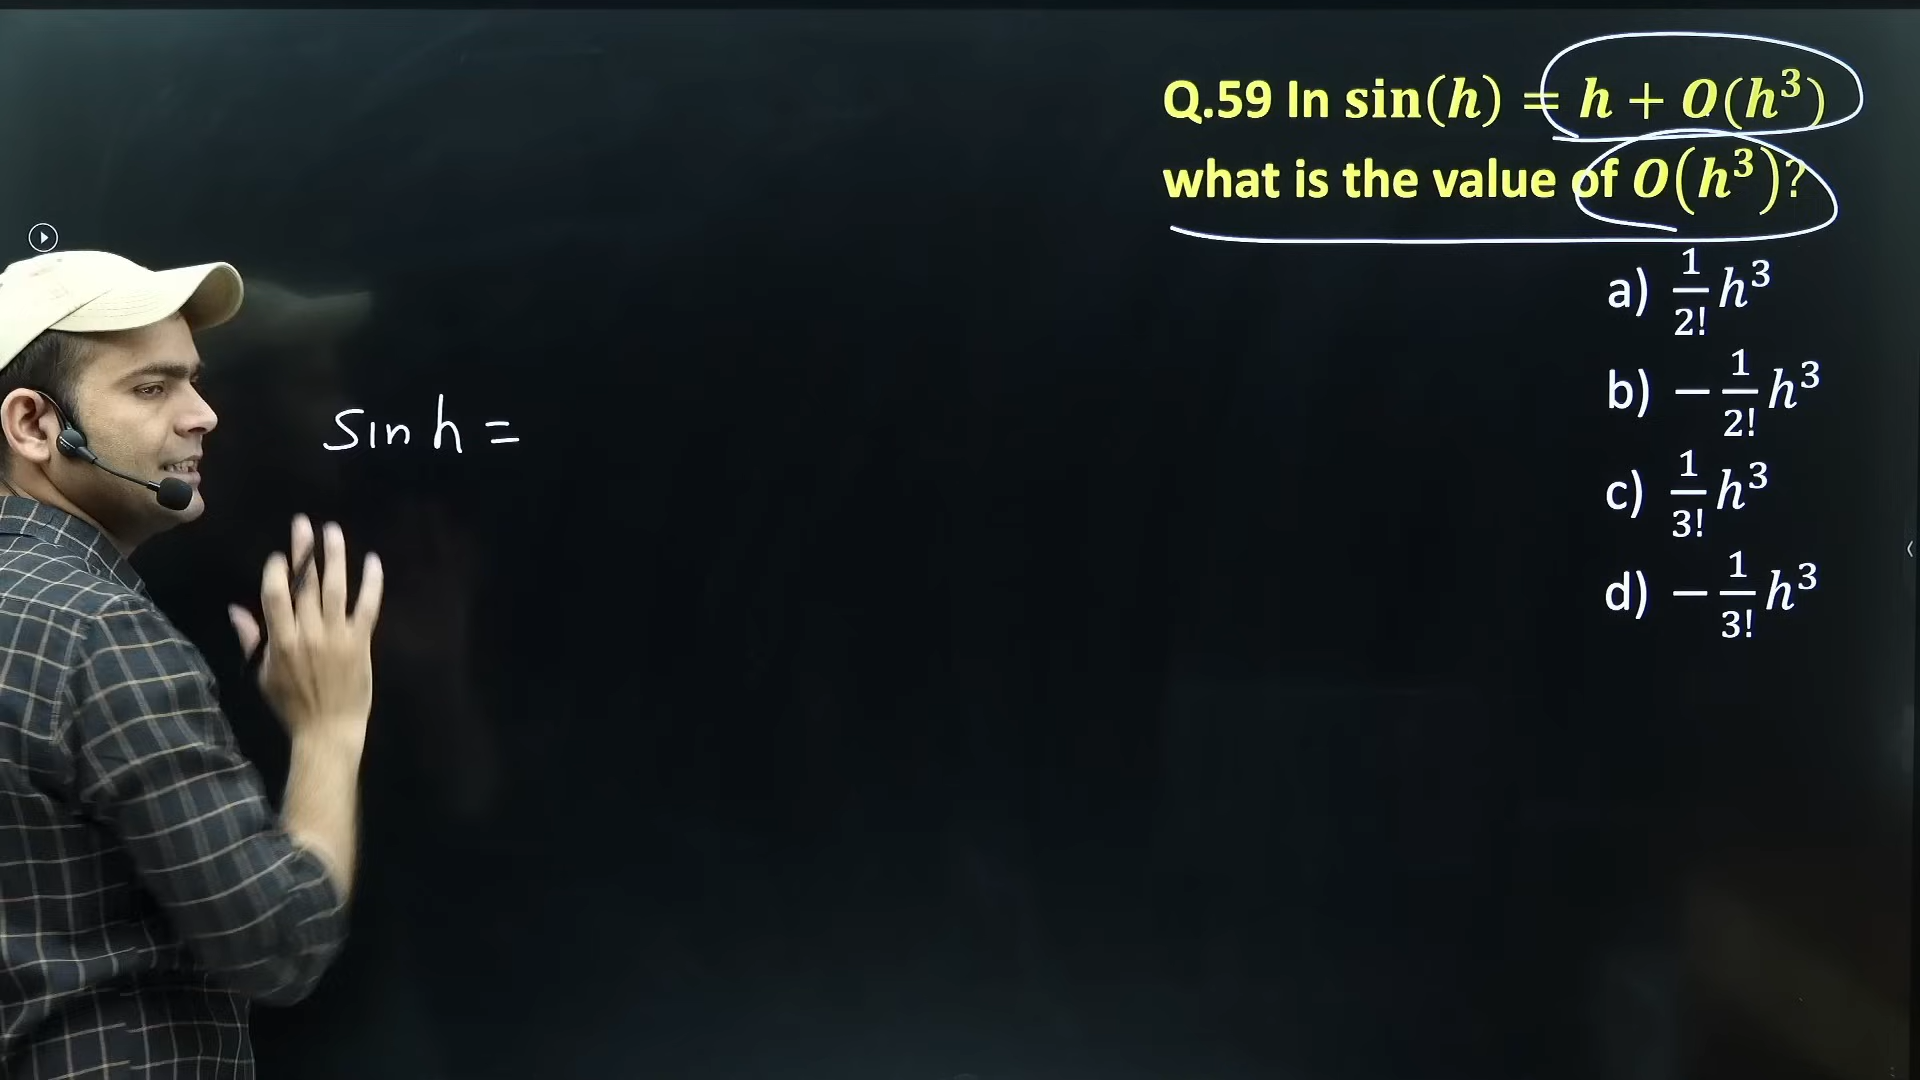 Q.59 In sin(h) = h + O(h³)
what is the value of O(h³)?
a) 1/2! h³
b) − 1/2! h³
c) 1/3! h³
d) − 1/3! h³
sin h =